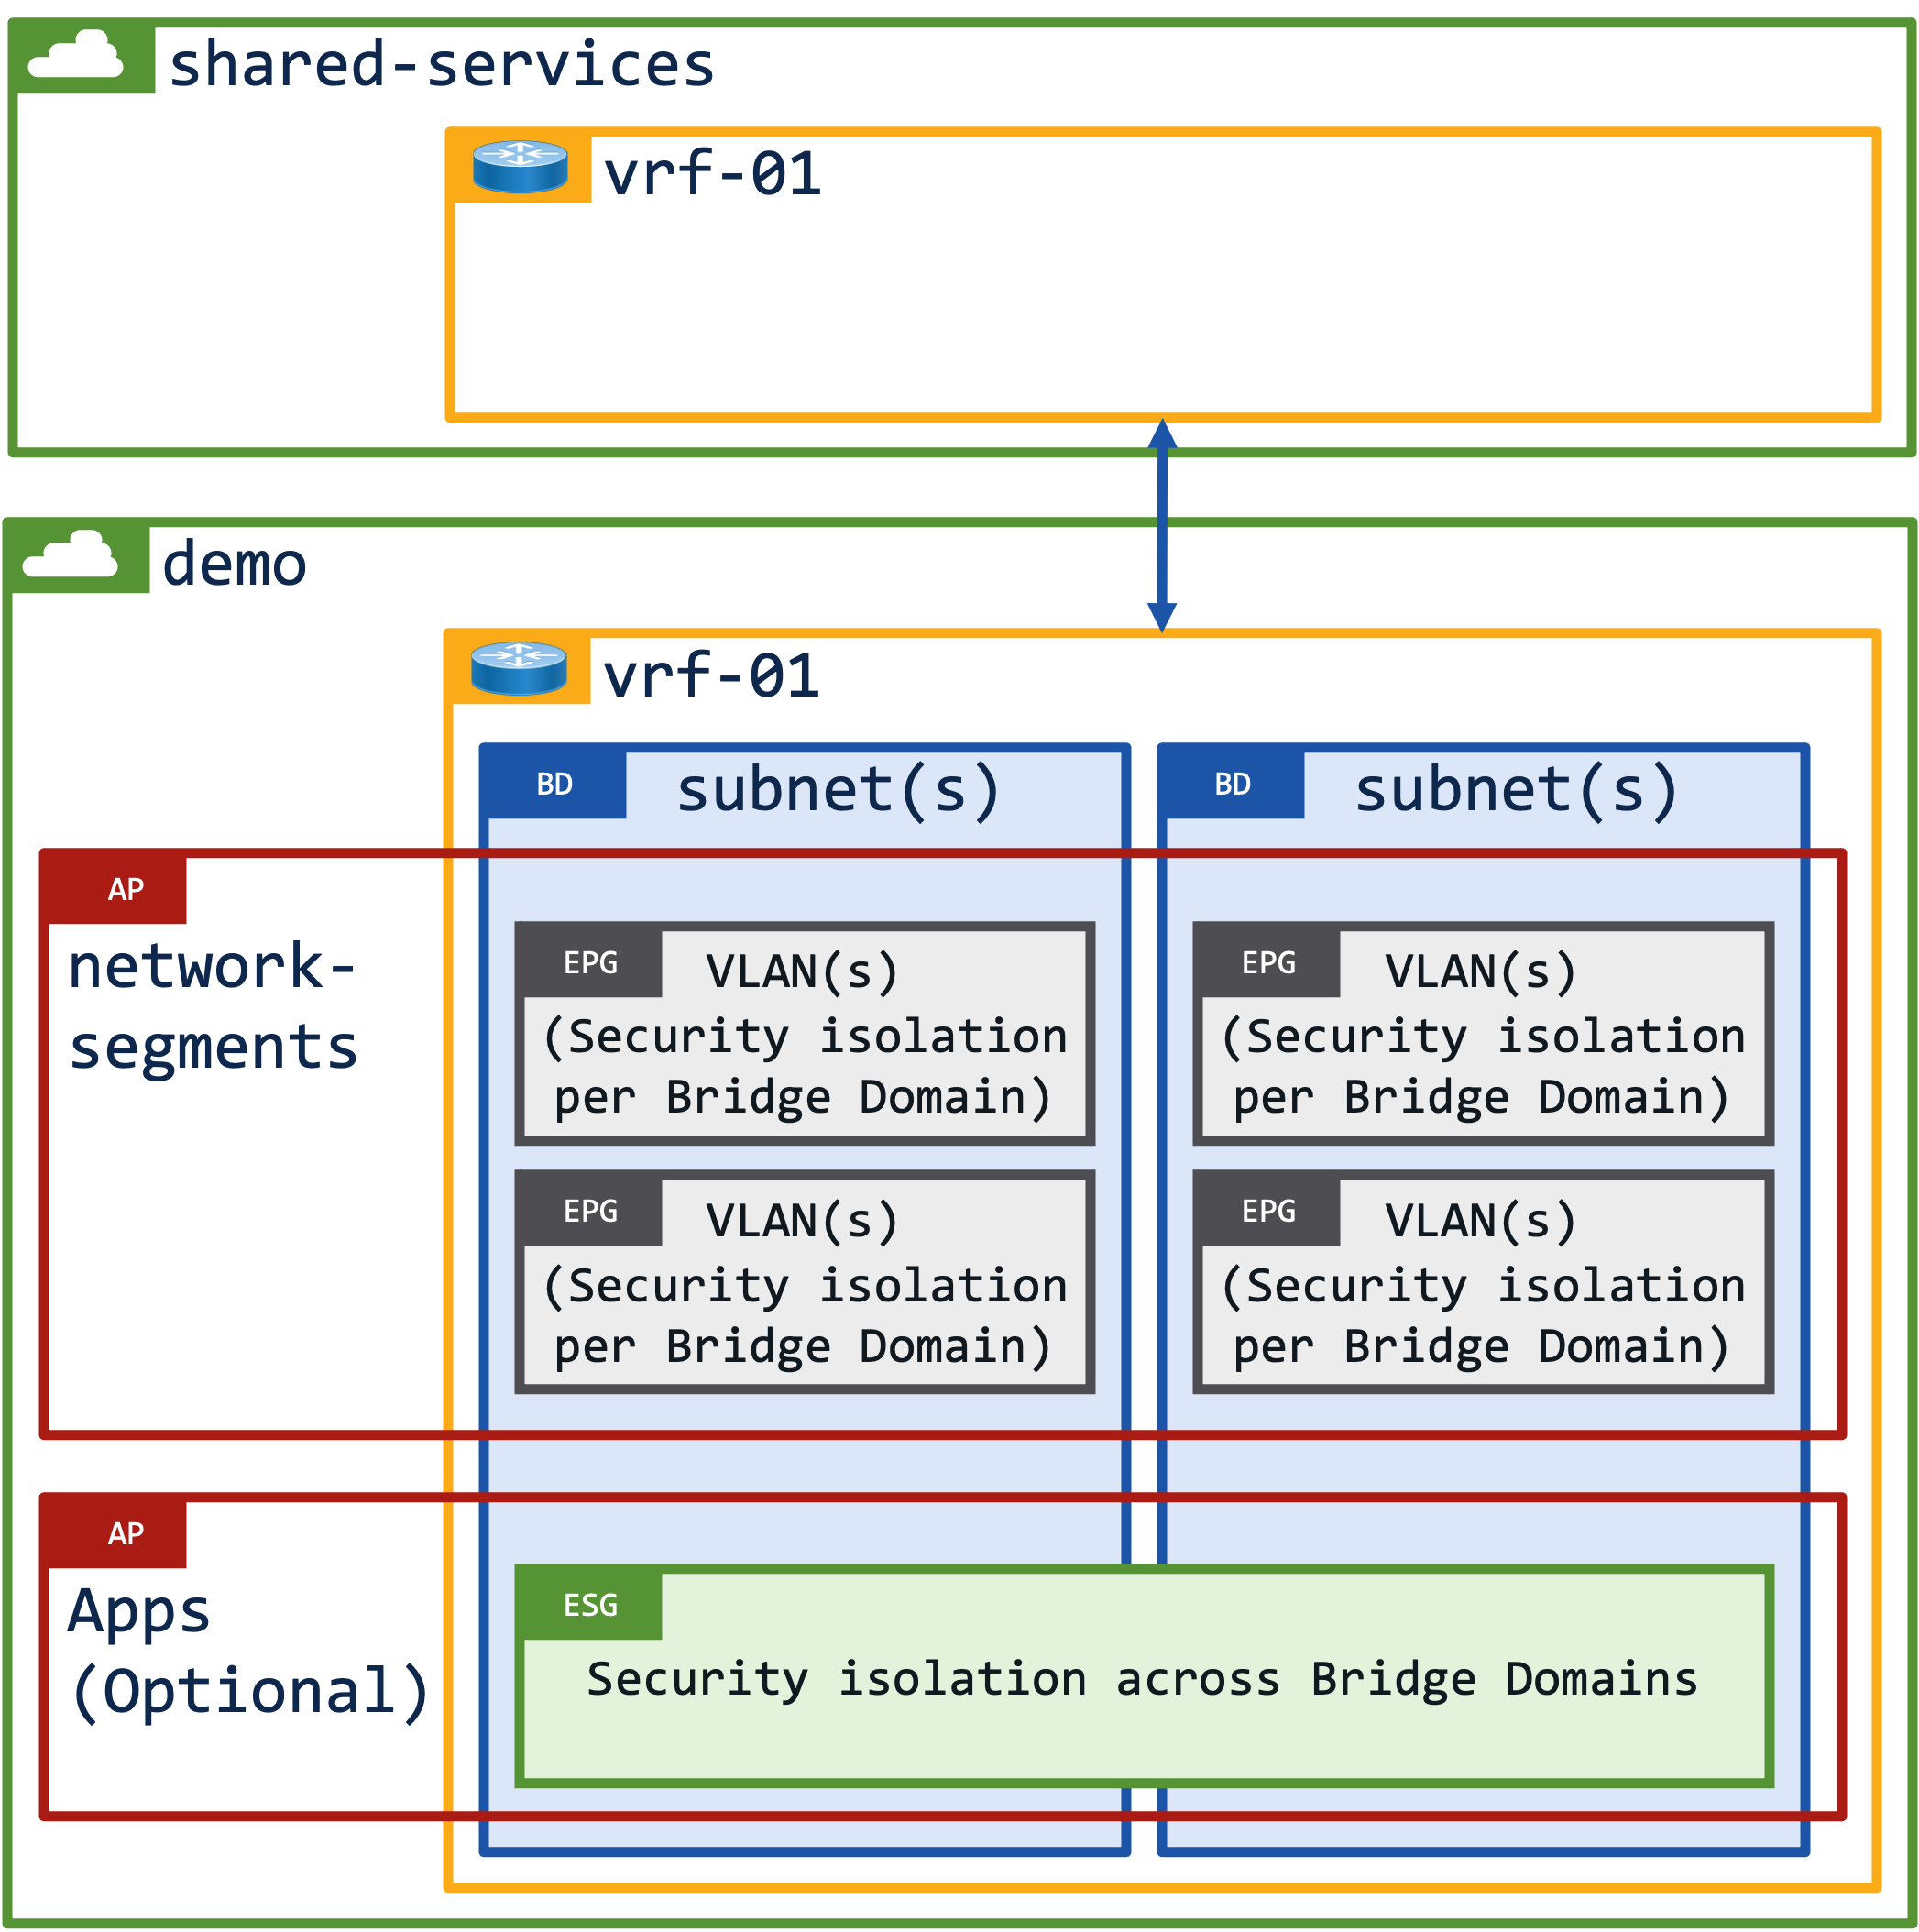 shared-services
vrf-01
demo
vrf-01
BD subnet(s)
BD subnet(s)
AP
network-
segments
EPG VLAN(s)
(Security isolation
per Bridge Domain)
EPG VLAN(s)
(Security isolation
per Bridge Domain)
EPG VLAN(s)
(Security isolation
per Bridge Domain)
EPG VLAN(s)
(Security isolation
per Bridge Domain)
AP
Apps
(Optional)
ESG
Security isolation across Bridge Domains